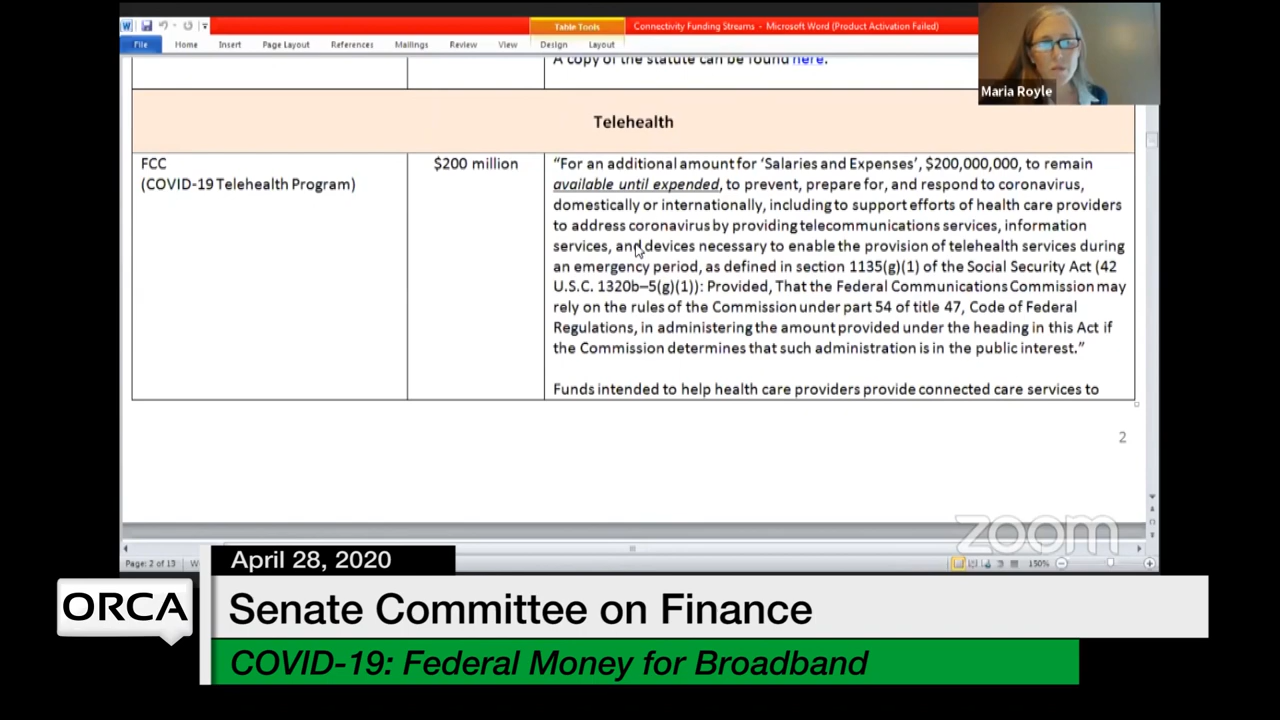 Table Tools
Connectivity Funding Streams - Microsoft Word (Product Activation Failed)
File Home Insert Page Layout References Mailings Review View Design Layout
A copy of the statute can be found here.
Maria Royle
Telehealth
FCC
(COVID-19 Telehealth Program)
$200 million
“For an additional amount for ‘Salaries and Expenses’, $200,000,000, to remain
available until expended, to prevent, prepare for, and respond to coronavirus,
domestically or internationally, including to support efforts of health care providers
to address coronavirus by providing telecommunications services, information
services, and devices necessary to enable the provision of telehealth services during
an emergency period, as defined in section 1135(g)(1) of the Social Security Act (42
U.S.C. 1320b–5(g)(1)): Provided, That the Federal Communications Commission may
rely on the rules of the Commission under part 54 of title 47, Code of Federal
Regulations, in administering the amount provided under the heading in this Act if
the Commission determines that such administration is in the public interest.”
Funds intended to help health care providers provide connected care services to
2
zoom
Page: 2 of 13
150%
April 28, 2020
ORCA
Senate Committee on Finance
COVID-19: Federal Money for Broadband